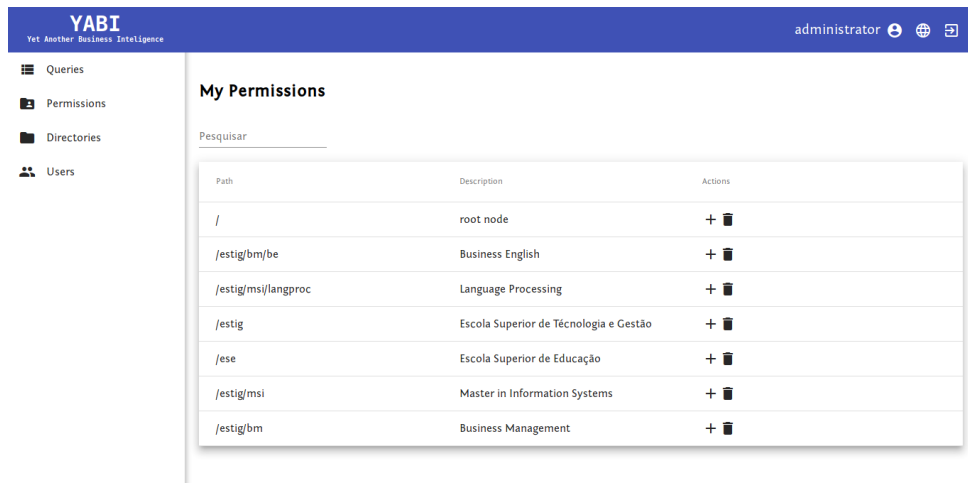 YABI
Yet Another Business Inteligence
administrator
Queries
Permissions
Directories
Users
My Permissions
Pesquisar
Path Description Actions
/ root node
/estig/bm/be Business English
/estig/msi/langproc Language Processing
/estig Escola Superior de Técnologia e Gestão
/ese Escola Superior de Educação
/estig/msi Master in Information Systems
/estig/bm Business Management